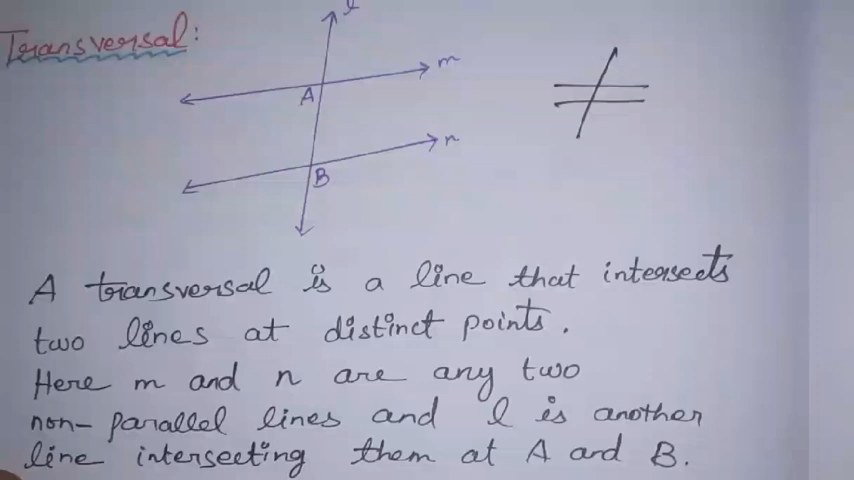 Transversal:
l
m
A
n
B
A transversal is a line that intersects
two lines at distinct points.
Here m and n are any two
non-parallel lines and l is another
line intersecting them at A and B.